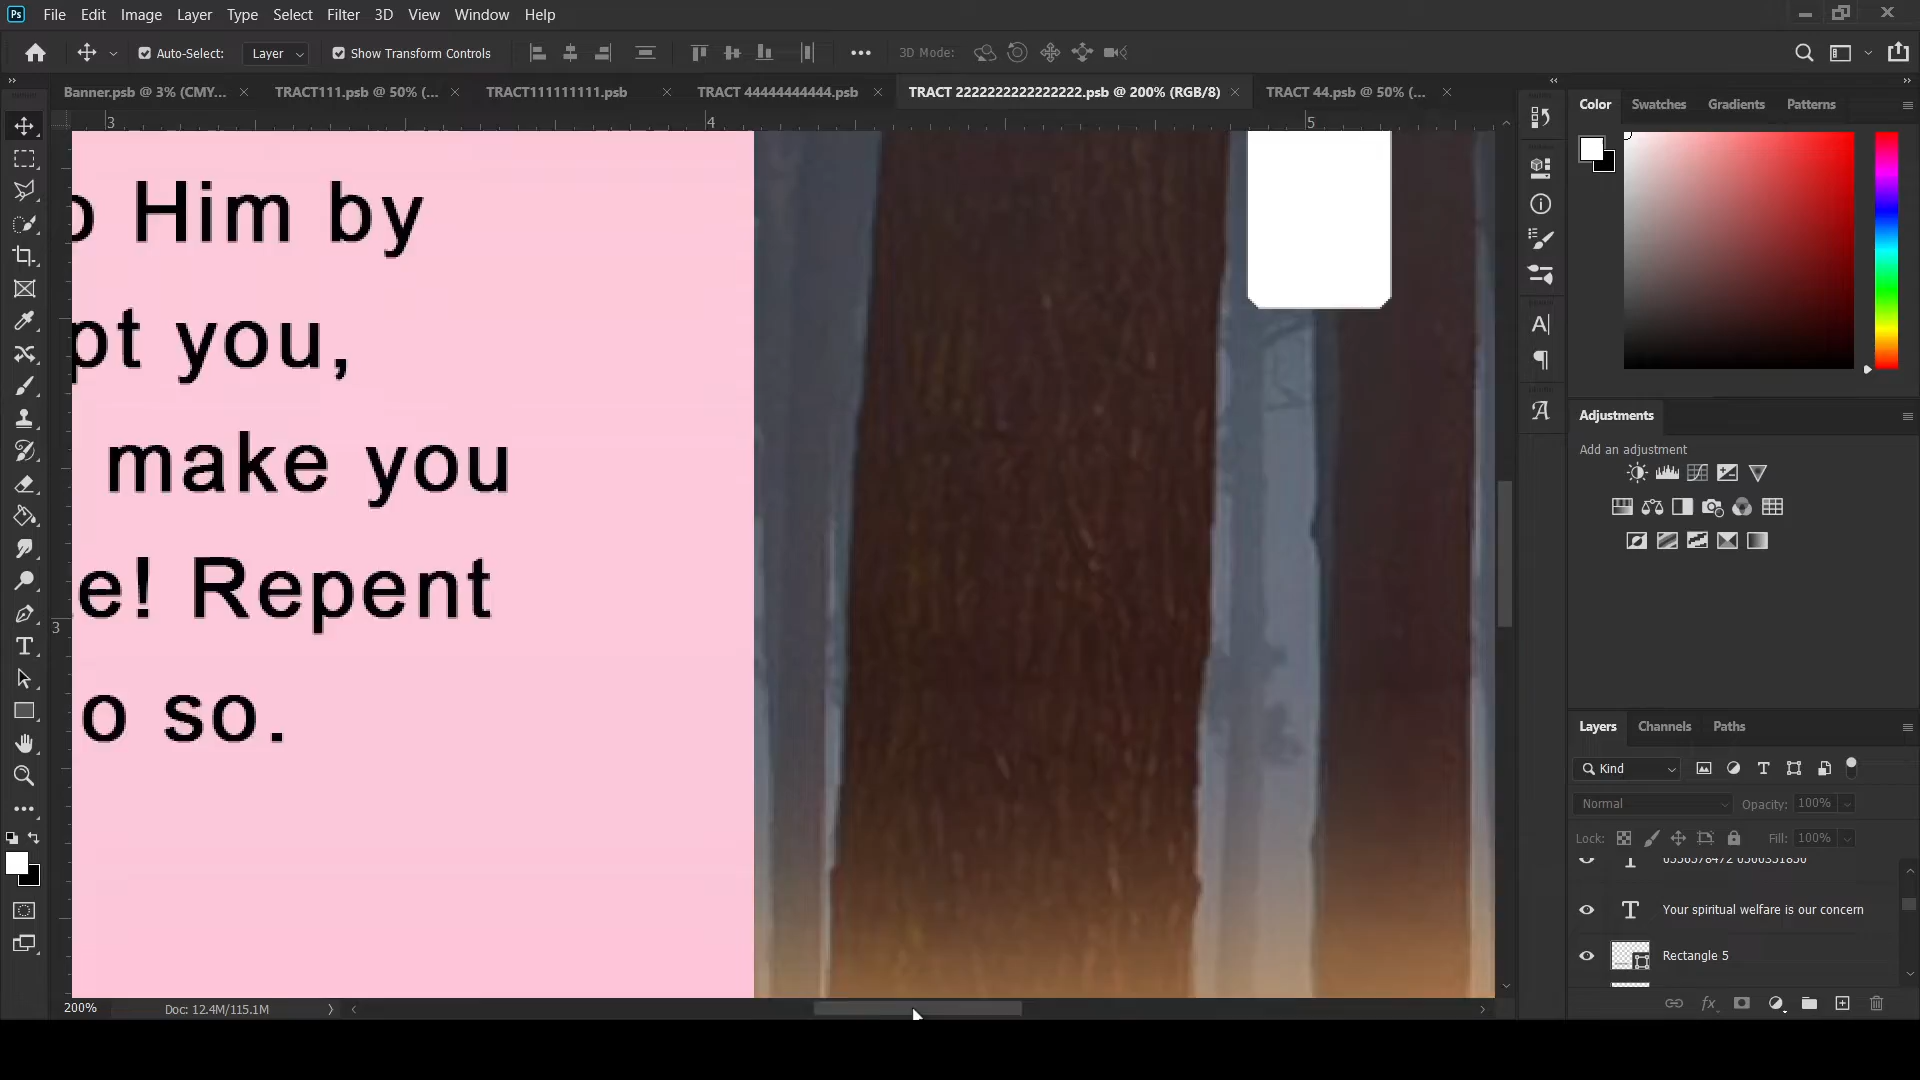 Ps File Edit Image Layer Type Select Filter 3D View Window Help
Auto-Select: Layer Show Transform Controls 3D Mode:
Banner.psb @ 3% (CMY... TRACT111.psb @ 50% (... TRACT111111111.psb TRACT 44444444444.psb TRACT 2222222222222222.psb @ 200% (RGB/8) TRACT 44.psb @ 50% (...
3 4 5
3
o Him by
pt you,
make you
e! Repent
o so.
Color Swatches Gradients Patterns
Adjustments
Add an adjustment
Layers Channels Paths
Kind
Normal Opacity: 100%
Lock: Fill: 100%
Your spiritual welfare is our concern
Rectangle 5
200% Doc: 12.4M/115.1M